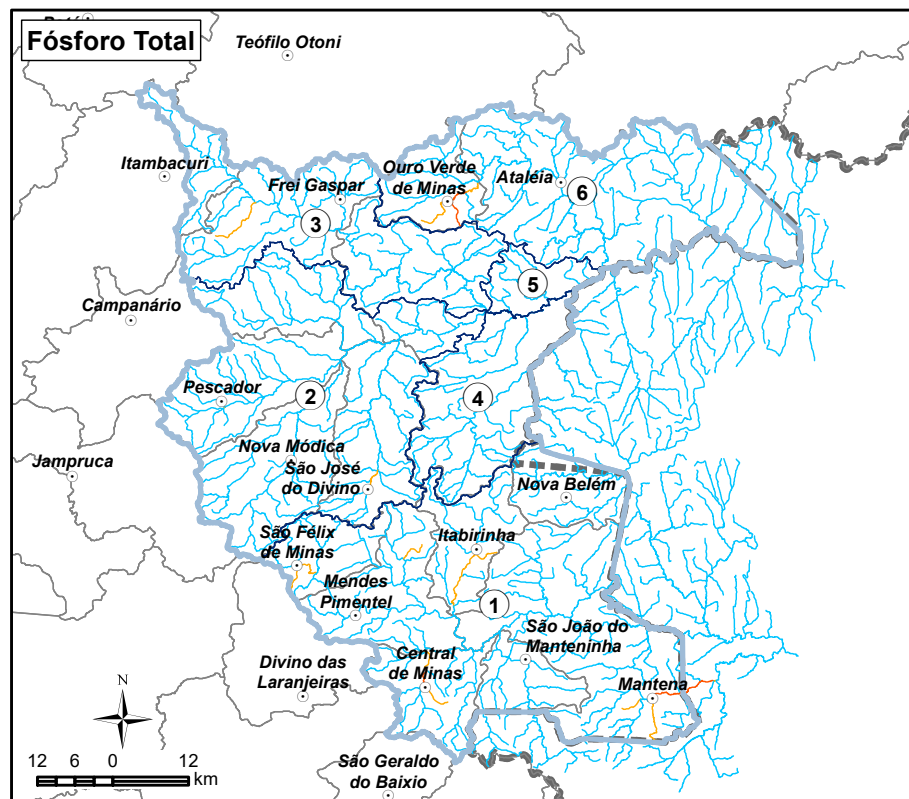 Fósforo Total
Teófilo Otoni
Itambacuri
Frei Gaspar
Ouro Verde
de Minas
Ataléia
6
3
5
Campanário
Pescador
2
4
Nova Módica
São José
do Divino
Jampruca
Nova Belém
São Félix
de Minas
Itabirinha
Mendes
Pimentel
1
São João do
Manteninha
Divino das
Laranjeiras
Central
de Minas
Mantena
N
São Geraldo
do Baixio
12 6 0 12
km